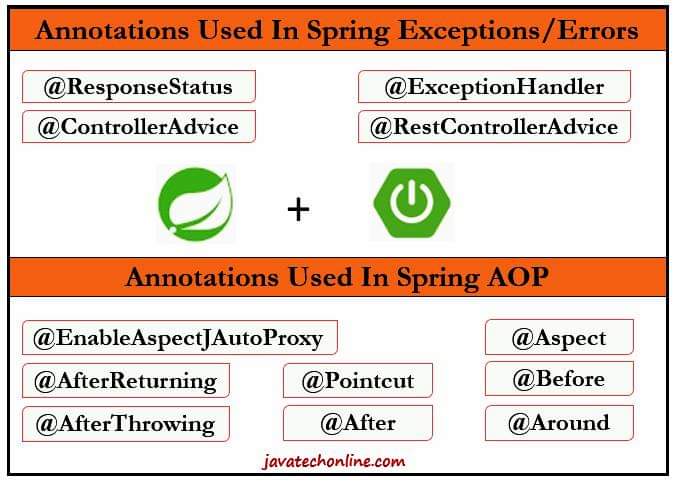 Annotations Used In Spring Exceptions/Errors
@ResponseStatus
@ExceptionHandler
@ControllerAdvice
@RestControllerAdvice
+
Annotations Used In Spring AOP
@EnableAspectJAutoProxy
@Aspect
@AfterReturning
@Pointcut
@Before
@AfterThrowing
@After
@Around
javatechonline.com